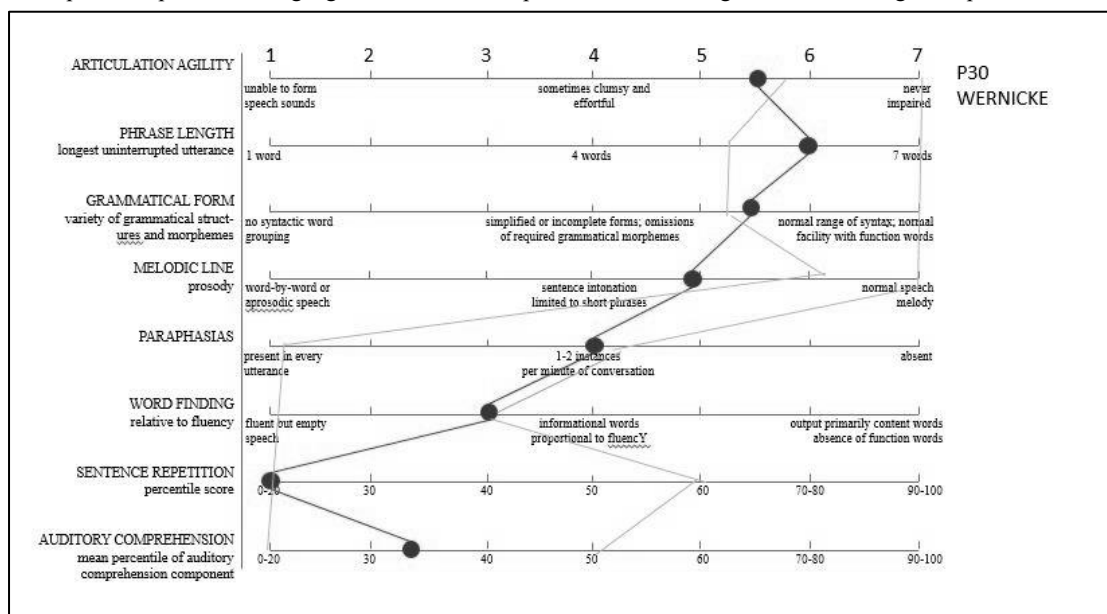 1 2 3 4 5 6 7
ARTICULATION AGILITY
unable to form
speech sounds
sometimes clumsy and
effortful
never
impaired
P30
WERNICKE
PHRASE LENGTH
longest uninterrupted utterance
1 word
4 words
7 words
GRAMMATICAL FORM
variety of grammatical struct-
ures and morphemes
no syntactic word
grouping
simplified or incomplete forms; omissions
of required grammatical morphemes
normal range of syntax; normal
facility with function words
MELODIC LINE
prosody
word-by-word or
aprosodic speech
sentence intonation
limited to short phrases
normal speech
melody
PARAPHASIAS
present in every
utterance
1-2 instances
per minute of conversation
absent
WORD FINDING
relative to fluency
fluent but empty
speech
informational words
proportional to fluencY
output primarily content words
absence of function words
SENTENCE REPETITION
percentile score
0-20 30 40 50 60 70-80 90-100
AUDITORY COMPREHENSION
mean percentile of auditory
comprehension component
0-20 30 40 50 60 70-80 90-100